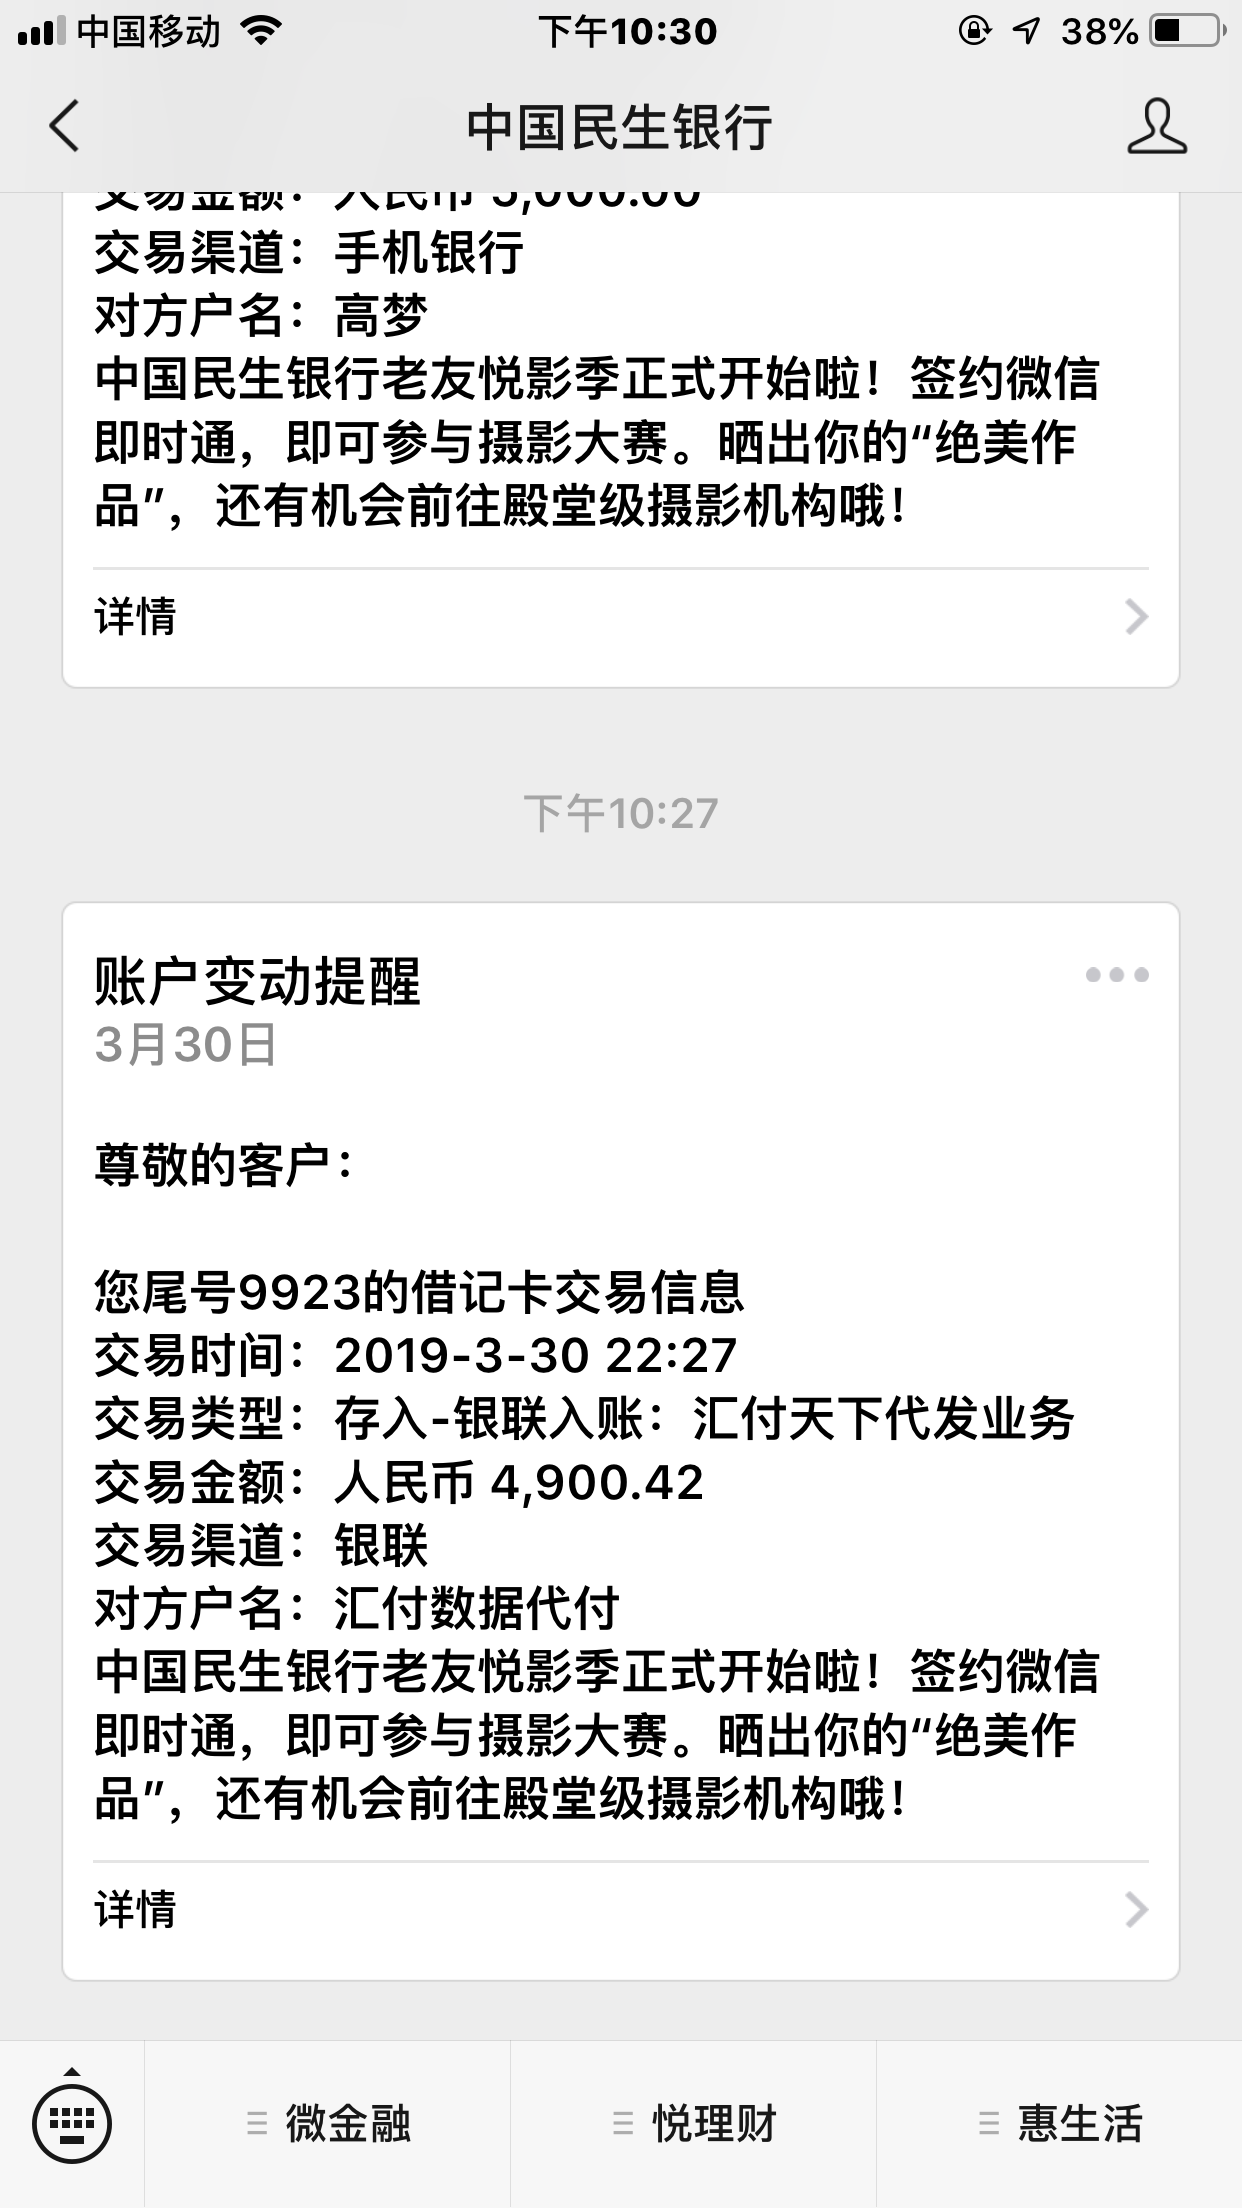 中国移动 下午10:30 38%
中国民生银行
交易金额：人民币 5,000.00
交易渠道：手机银行
对方户名：高梦
中国民生银行老友悦影季正式开始啦！签约微信
即时通，即可参与摄影大赛。晒出你的“绝美作
品”，还有机会前往殿堂级摄影机构哦！
详情
下午10:27
账户变动提醒
3月30日
尊敬的客户：
您尾号9923的借记卡交易信息
交易时间：2019-3-30 22:27
交易类型：存入-银联入账：汇付天下代发业务
交易金额：人民币 4,900.42
交易渠道：银联
对方户名：汇付数据代付
中国民生银行老友悦影季正式开始啦！签约微信
即时通，即可参与摄影大赛。晒出你的“绝美作
品”，还有机会前往殿堂级摄影机构哦！
详情
微金融 悦理财 惠生活